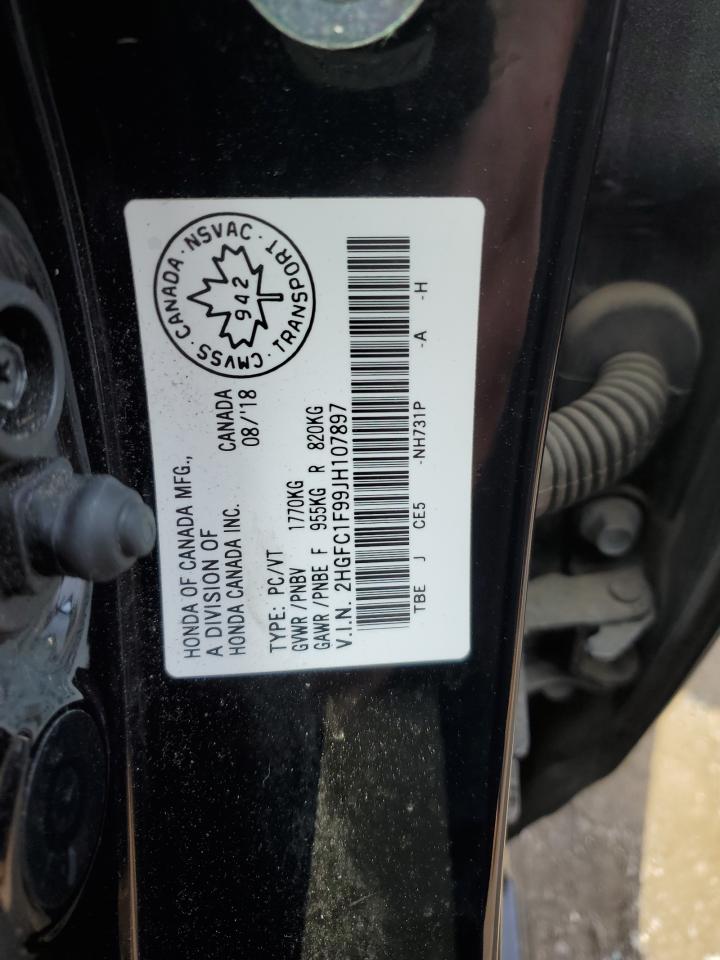 HONDA OF CANADA MFG.,
A DIVISION OF
HONDA CANADA INC.
CANADA
08/'18
TYPE: PC/VT
GVWR /PNBV 1770KG
GAWR /PNBE F 955KG R 820KG
V.I.N. 2HGFC1F99JH107897
TBE J CE5 -NH731P -A -H
CMVSS · CANADA · NSVAC · TRANSPORT ·
942